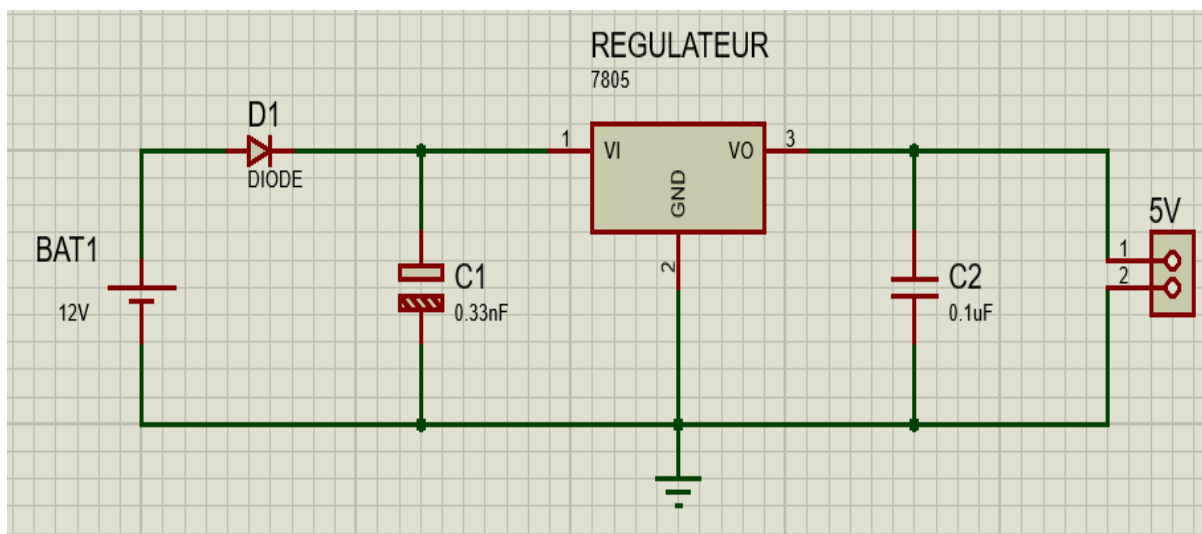 REGULATEUR
7805
D1
DIODE
1
VI
VO
3
GND
2
BAT1
12V
C1
0.33nF
C2
0.1uF
5V
1
2